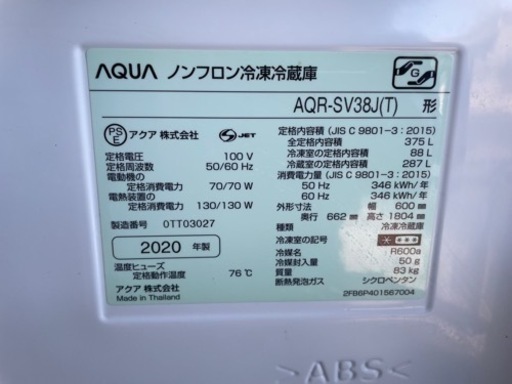 AQUA ノンフロン冷凍冷蔵庫
G
AQR-SV38J(T) 形
PSE アクア 株式会社 JET
定格電圧 100 V
定格周波数 50/60 Hz
電動機の
定格消費電力 70/70 W
電熱装置の
定格消費電力 130/130 W
製造番号 0TT03027
2020 年製
温度ヒューズ
定格動作温度 76℃
アクア 株式会社
Made in Thailand
定格内容積 (JIS C 9801-3 : 2015)
全定格内容積 375 L
冷凍室の定格内容積 88 L
冷蔵室の定格内容積 287 L
消費電力量 (JIS C 9801-3 : 2015)
50 Hz 346 kWh/年
60 Hz 346 kWh/年
外形寸法 幅 600 mm
奥行 662 mm 高さ 1804 mm
種類 冷凍冷蔵庫
冷凍室の記号
冷媒名 R600a
冷媒封入量 50 g
質量 83 kg
断熱発泡ガス シクロペンタン
2FB6P401567004
>ABS<